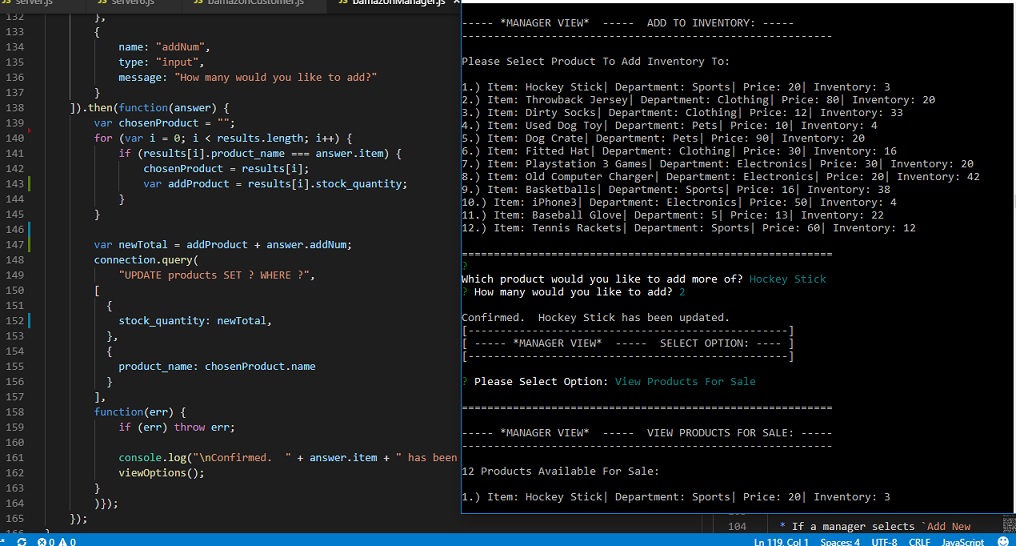 server.js server6.js bamazonCustomer.js bamazonManager.js
132 },
133 {
134 name: "addNum",
135 type: "input",
136 message: "How many would you like to add?"
137 }
138 ]).then(function(answer) {
139 var chosenProduct = "";
140 for (var i = 0; i < results.length; i++) {
141 if (results[i].product_name === answer.item) {
142 chosenProduct = results[i];
143 var addProduct = results[i].stock_quantity;
144 }
145 }
146
147 var newTotal = addProduct + answer.addNum;
148 connection.query(
149 "UPDATE products SET ? WHERE ?",
150 [
151 {
152 stock_quantity: newTotal,
153 },
154 {
155 product_name: chosenProduct.name
156 }
157 ],
158 function(err) {
159 if (err) throw err;
160
161 console.log("\nConfirmed. " + answer.item + " has been
162 viewOptions();
163 }
164 )});
165 });
166 }
----- *MANAGER VIEW* ----- ADD TO INVENTORY: -----
---------------------------------------------------------
Please Select Product To Add Inventory To:
1.) Item: Hockey Stick| Department: Sports| Price: 20| Inventory: 3
2.) Item: Throwback Jersey| Department: Clothing| Price: 80| Inventory: 20
3.) Item: Dirty Socks| Department: Clothing| Price: 12| Inventory: 33
4.) Item: Used Dog Toy| Department: Pets| Price: 10| Inventory: 4
5.) Item: Dog Crate| Department: Pets| Price: 90| Inventory: 20
6.) Item: Fitted Hat| Department: Clothing| Price: 30| Inventory: 16
7.) Item: Playstation 3 Games| Department: Electronics| Price: 30| Inventory: 20
8.) Item: Old Computer Charger| Department: Electronics| Price: 20| Inventory: 42
9.) Item: Basketballs| Department: Sports| Price: 16| Inventory: 38
10.) Item: iPhone3| Department: Electronics| Price: 50| Inventory: 4
11.) Item: Baseball Glove| Department: 5| Price: 13| Inventory: 22
12.) Item: Tennis Rackets| Department: Sports| Price: 60| Inventory: 12
=========================================================
?
Which product would you like to add more of? Hockey Stick
? How many would you like to add? 2
Confirmed. Hockey Stick has been updated.
[-------------------------------------------------]
[ ----- *MANAGER VIEW* ----- SELECT OPTION: ---- ]
[-------------------------------------------------]
? Please Select Option: View Products For Sale
=========================================================
----- *MANAGER VIEW* ----- VIEW PRODUCTS FOR SALE: -----
---------------------------------------------------------
12 Products Available For Sale:
1.) Item: Hockey Stick| Department: Sports| Price: 20| Inventory: 3
104 * If a manager selects `Add New
0 0 Ln 119, Col 1 Spaces: 4 UTF-8 CRLF JavaScript